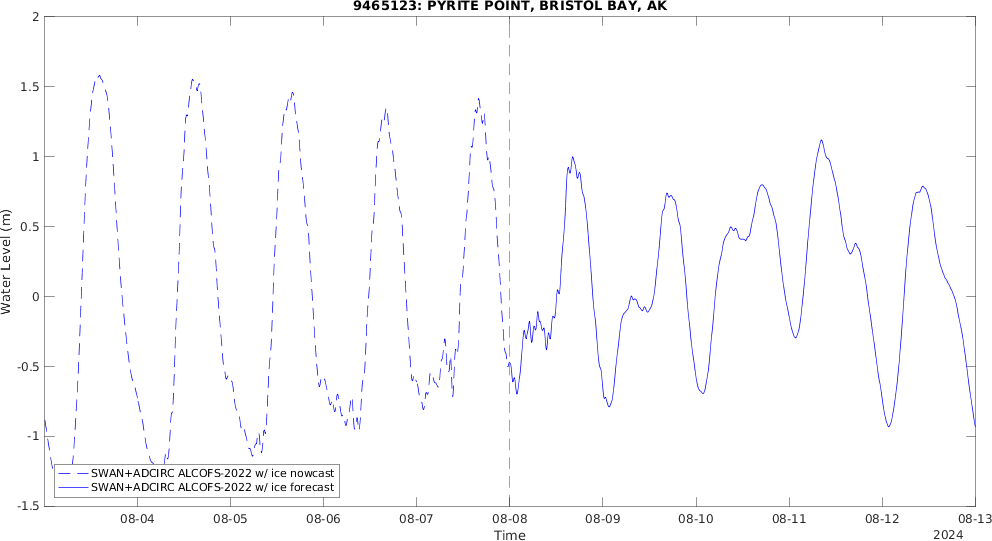 9465123: PYRITE POINT, BRISTOL BAY, AK
2
1.5
1
0.5
0
-0.5
-1
-1.5
Water Level (m)
SWAN+ADCIRC ALCOFS-2022 w/ ice nowcast
SWAN+ADCIRC ALCOFS-2022 w/ ice forecast
08-04 08-05 08-06 08-07 08-08 08-09 08-10 08-11 08-12 08-13
Time
2024